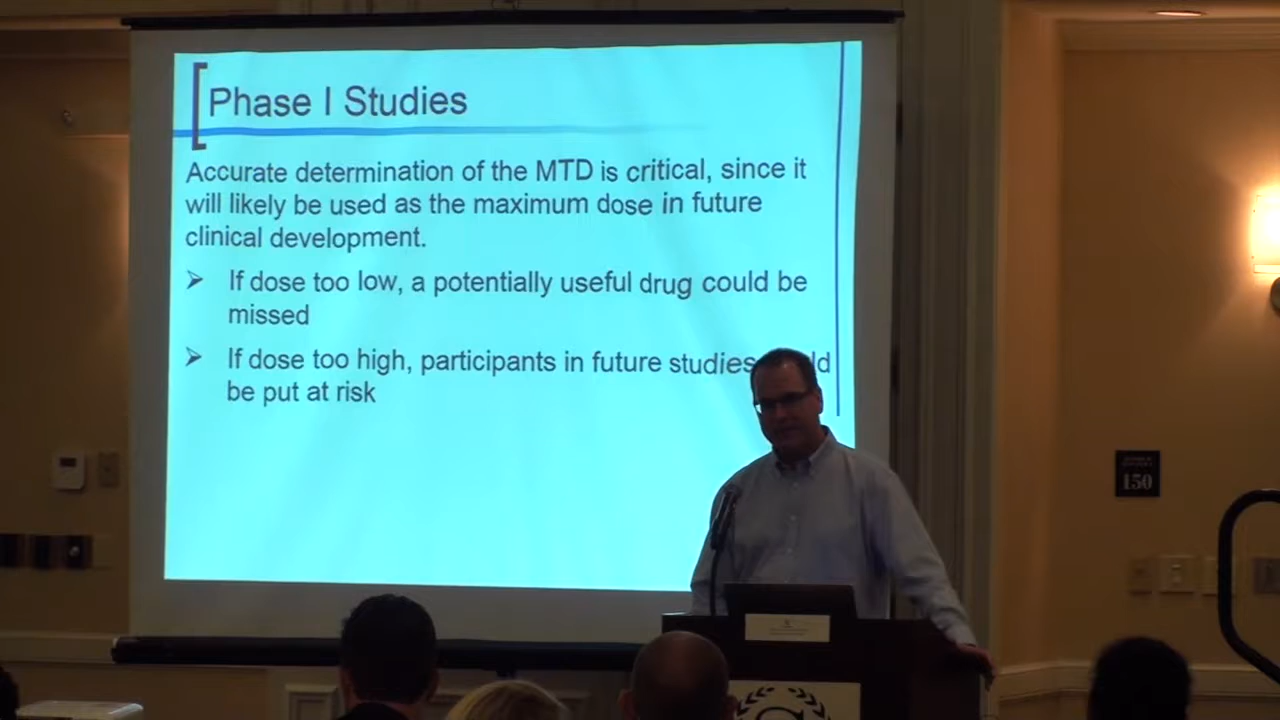 Phase I Studies
Accurate determination of the MTD is critical, since it
will likely be used as the maximum dose in future
clinical development.
If dose too low, a potentially useful drug could be
missed
If dose too high, participants in future studies
be put at risk
150